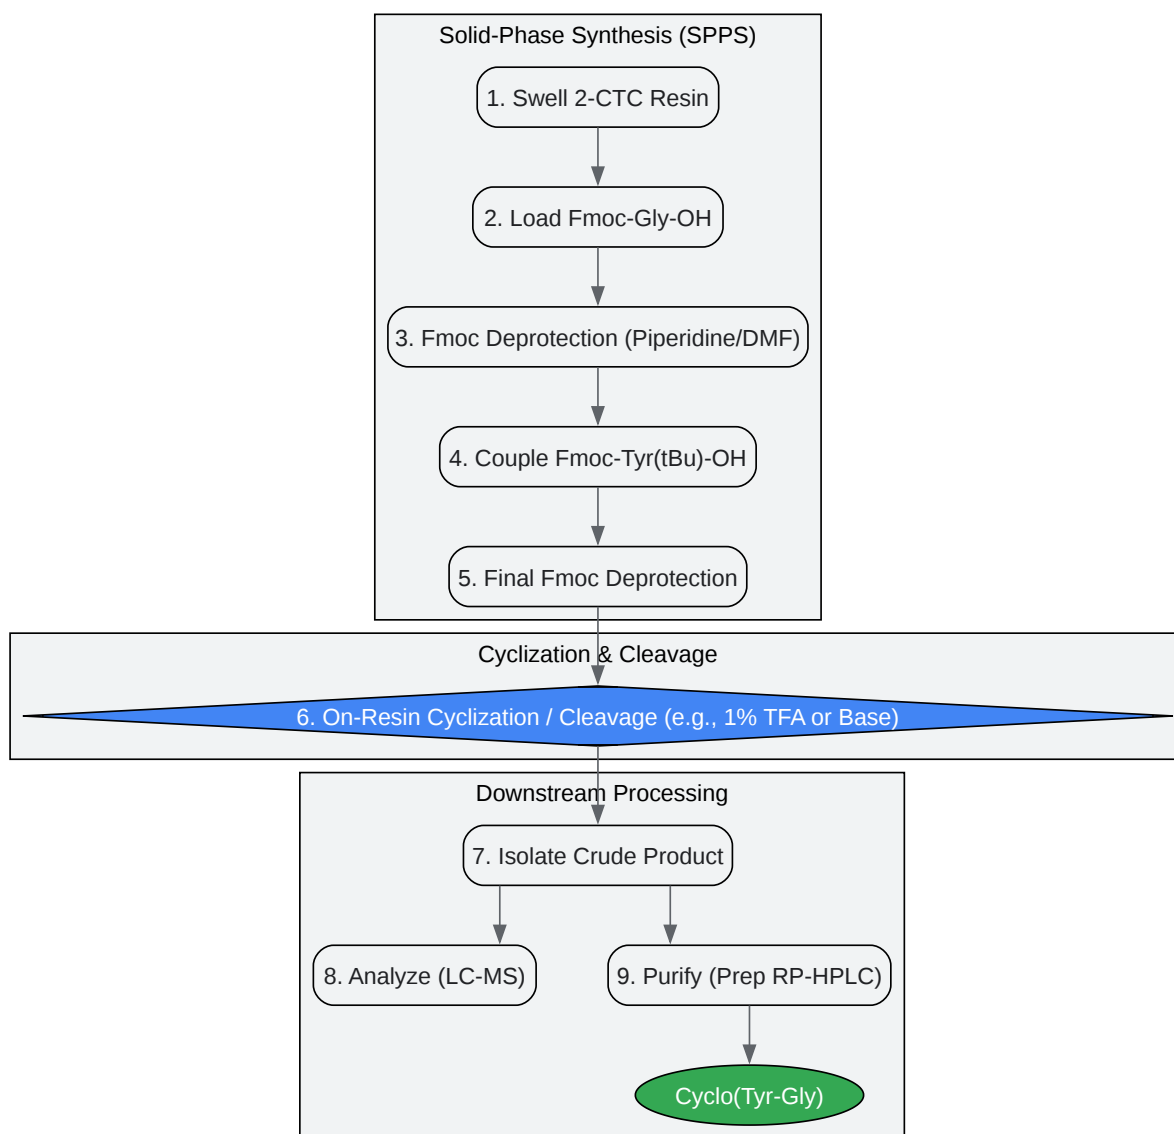 Solid-Phase Synthesis (SPPS)
1. Swell 2-CTC Resin
2. Load Fmoc-Gly-OH
3. Fmoc Deprotection (Piperidine/DMF)
4. Couple Fmoc-Tyr(tBu)-OH
5. Final Fmoc Deprotection
Cyclization & Cleavage
6. On-Resin Cyclization / Cleavage (e.g., 1% TFA or Base)
Downstream Processing
7. Isolate Crude Product
8. Analyze (LC-MS)
9. Purify (Prep RP-HPLC)
Cyclo(Tyr-Gly)